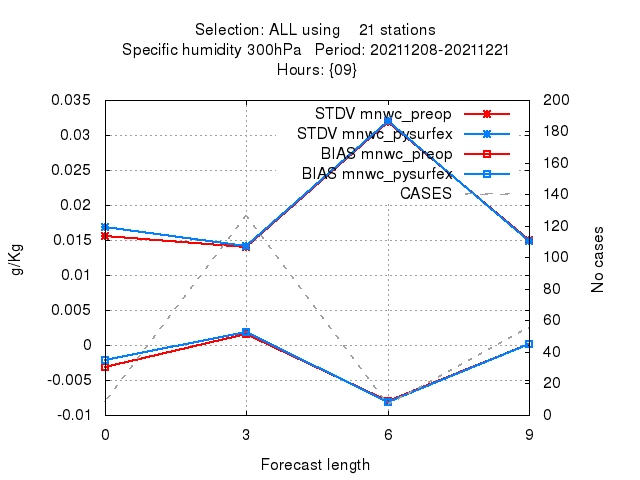 Selection: ALL using 21 stations
Specific humidity 300hPa Period: 20211208-20211221
Hours: {09}
0.035
0.03
0.025
0.02
0.015
0.01
0.005
0
-0.005
-0.01
g/Kg
STDV mnwc_preop
STDV mnwc_pysurfex
BIAS mnwc_preop
BIAS mnwc_pysurfex
CASES
200
180
160
140
120
100
80
60
40
20
0
No cases
0 3 6 9
Forecast length